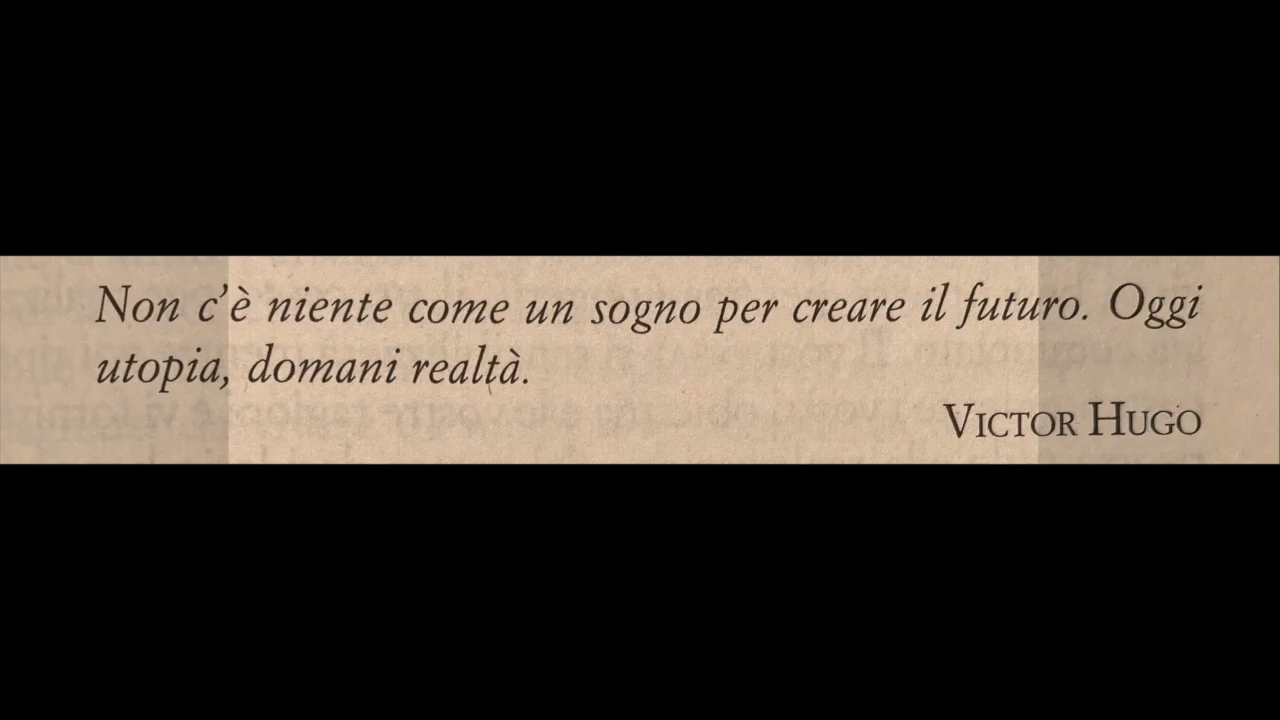 Non c’è niente come un sogno per creare il futuro. Oggi
utopia, domani realtà.
Victor Hugo